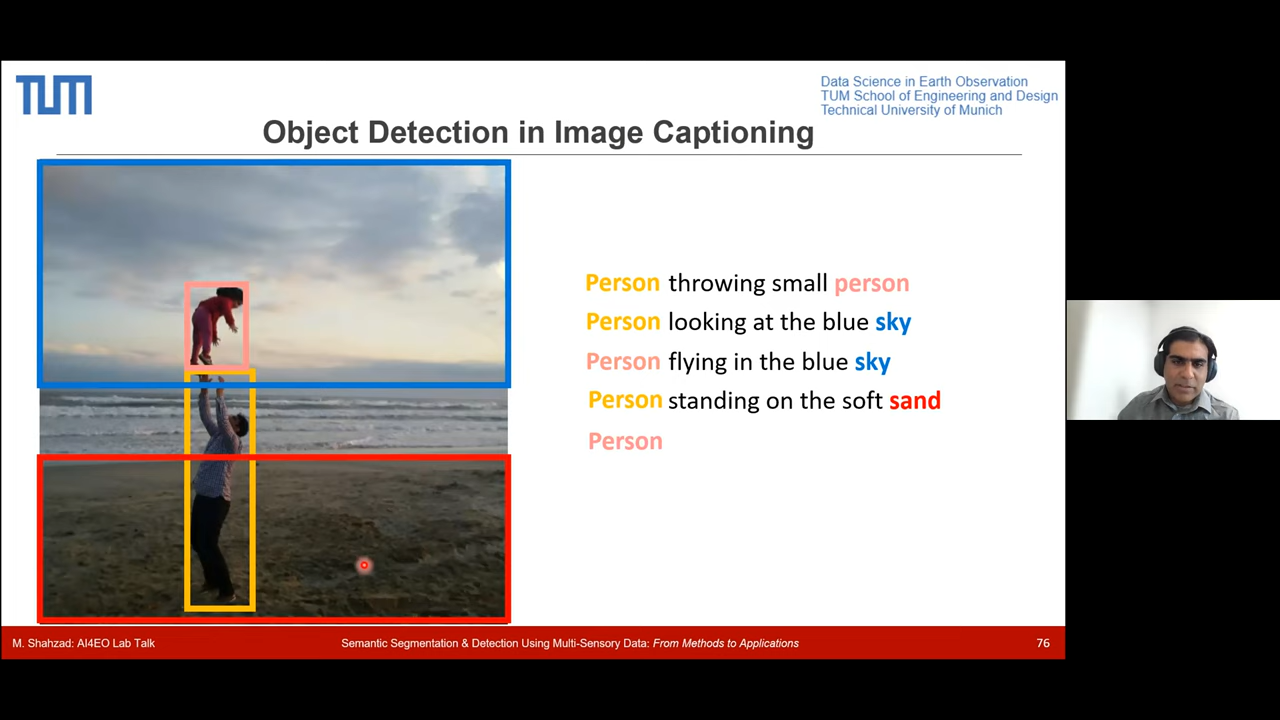 TUM
Data Science in Earth Observation
TUM School of Engineering and Design
Technical University of Munich
Object Detection in Image Captioning
Person throwing small person
Person looking at the blue sky
Person flying in the blue sky
Person standing on the soft sand
Person
M. Shahzad: AI4EO Lab Talk
Semantic Segmentation & Detection Using Multi-Sensory Data: From Methods to Applications
76